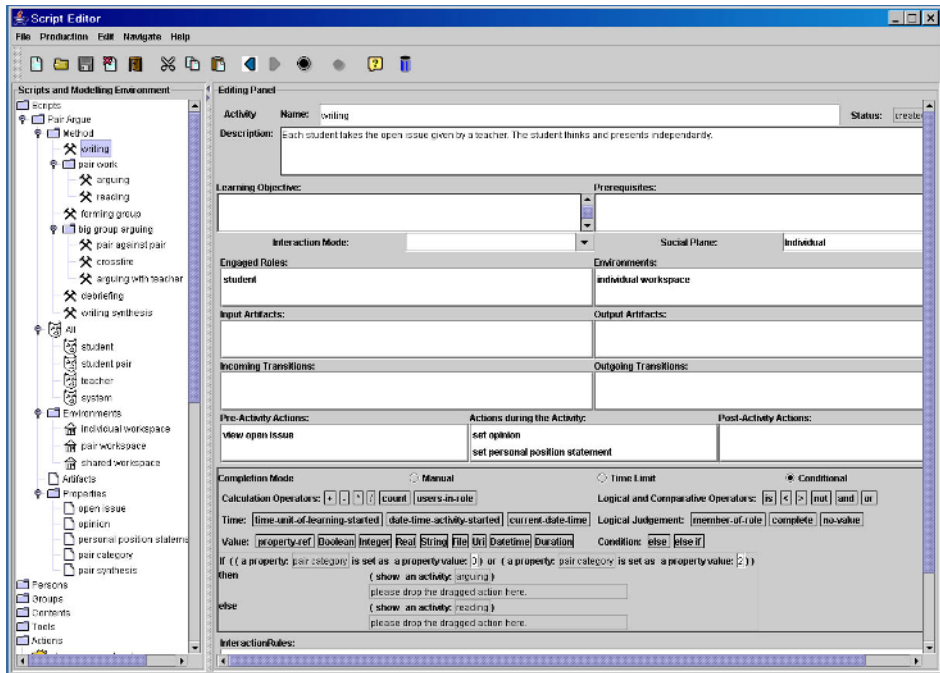 Script Editor
File Production Edit Navigate Help
Scripts and Modelling Environment
Scripts
Pair Argue
Method
writing
pair work
arguing
reading
forming group
big group arguing
pair against pair
crossfire
arguing with teacher
debriefing
writing synthesis
All
student
student pair
teacher
system
Environments
individual workspace
pair workspace
shared workspace
Artifacts
Properties
open issue
opinion
personal position stateme
pair category
pair synthesis
Persons
Groups
Contents
Tools
Actions
Editing Panel
Activity Name: writing Status: create
Description: Each student takes the open issue given by a teacher. The student thinks and presents independantly.
Learning Objective: Prerequisites:
Interaction Mode: Social Plane: Individual
Engaged Roles: Environments:
student individual workspace
Input Artifacts: Output Artifacts:
Incoming Transitions: Outgoing Transitions:
Pre-Activity Actions: Actions during the Activity: Post-Activity Actions:
view open issue set opinion
set personal position statement
Completion Mode Manual Time Limit Conditional
Calculation Operators: + - * / count users-in-role Logical and Comparative Operators: is < > not and or
Time: time-unit-of-learning-started date-time-activity-started current-date-time Logical Judgement: member-of-role complete no-value
Value: property-ref Boolean Integer Real String File Uri Datetime Duration Condition: else else if
If ( ( a property: pair category is set as a property value: 0 ) or ( a property: pair category is set as a property value: 2 ) )
then ( show an activity: arguing )
please drop the dragged action here.
else ( show an activity: reading )
please drop the dragged action here.
InteractionRules: